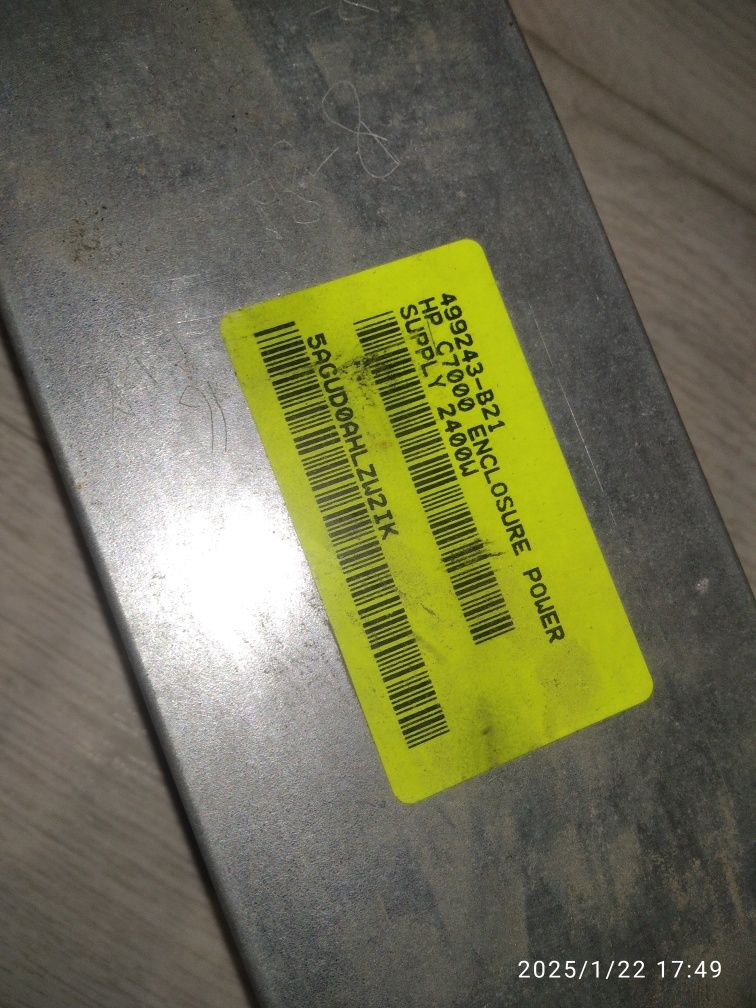 499243-B21
HP C7000 ENCLOSURE POWER
SUPPLY 2400W
5AGUD0AHLZW2IK
2025/1/22 17:49